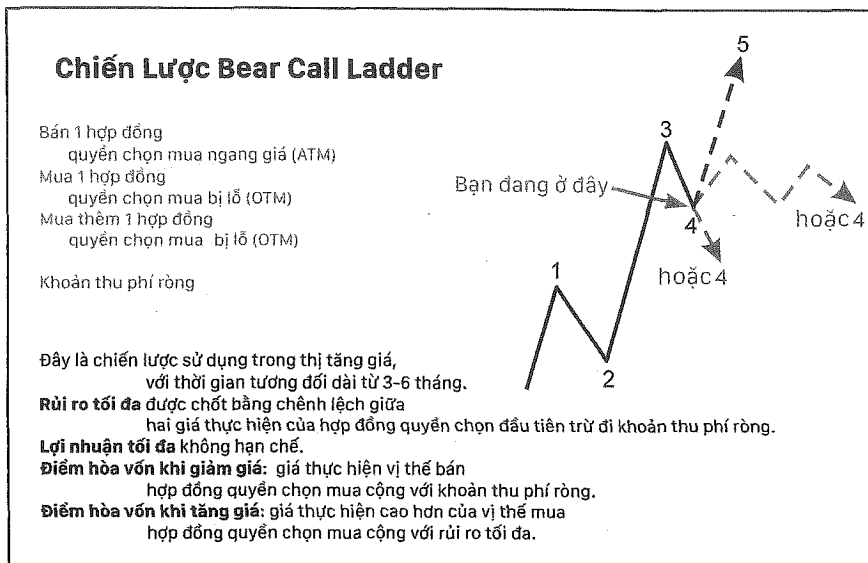 Chiến Lược Bear Call Ladder
Bán 1 hợp đồng
quyền chọn mua ngang giá (ATM)
Mua 1 hợp đồng
quyền chọn mua bị lỗ (OTM)
Mua thêm 1 hợp đồng
quyền chọn mua bị lỗ (OTM)
Khoản thu phí ròng
5
3
Bạn đang ở đây
4
hoặc 4
hoặc 4
1
2
Đây là chiến lược sử dụng trong thị tăng giá,
với thời gian tương đối dài từ 3-6 tháng.
Rủi ro tối đa được chốt bằng chênh lệch giữa
hai giá thực hiện của hợp đồng quyền chọn đầu tiên trừ đi khoản thu phí ròng.
Lợi nhuận tối đa không hạn chế.
Điểm hòa vốn khi giảm giá: giá thực hiện vị thế bán
hợp đồng quyền chọn mua cộng với khoản thu phí ròng.
Điểm hòa vốn khi tăng giá: giá thực hiện cao hơn của vị thế mua
hợp đồng quyền chọn mua cộng với rủi ro tối đa.